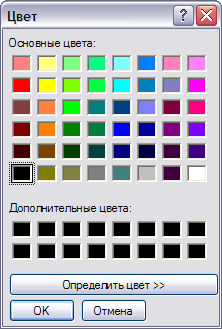 Цвет
Основные цвета:
Дополнительные цвета:
Определить цвет >>
OK
Отмена